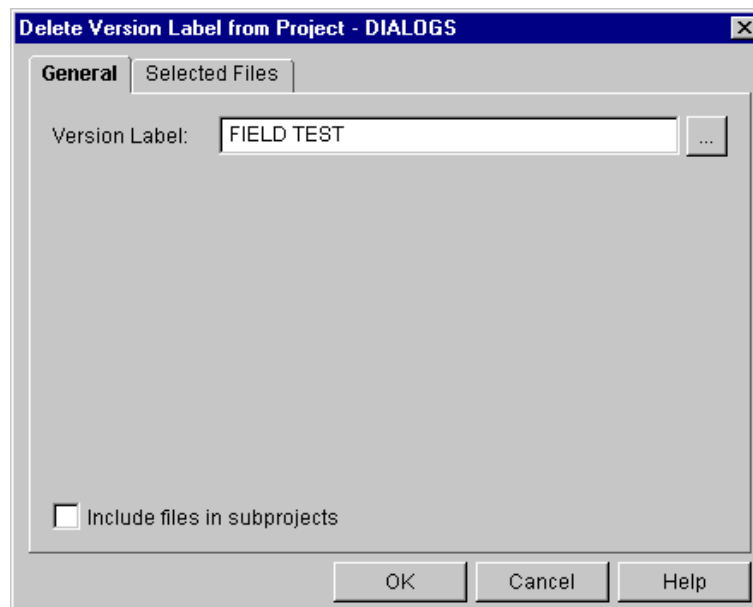 Delete Version Label from Project - DIALOGS
General Selected Files
Version Label: FIELD TEST ...
Include files in subprojects
OK Cancel Help